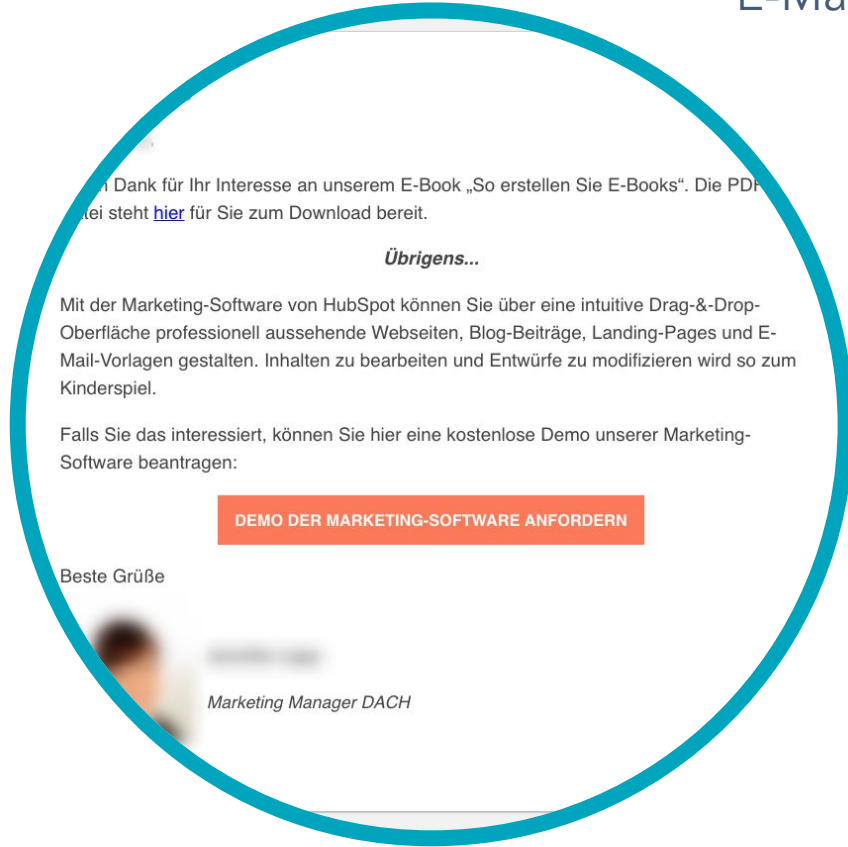 Dank für Ihr Interesse an unserem E-Book „So erstellen Sie E-Books“. Die
steht hier für Sie zum Download bereit.
Übrigens...
Mit der Marketing-Software von HubSpot können Sie über eine intuitive Drag-&-Drop-
Oberfläche professionell aussehende Webseiten, Blog-Beiträge, Landing-Pages und E-
Mail-Vorlagen gestalten. Inhalten zu bearbeiten und Entwürfe zu modifizieren wird so zum
Kinderspiel.
Falls Sie das interessiert, können Sie hier eine kostenlose Demo unserer Marketing-
Software beantragen:
DEMO DER MARKETING-SOFTWARE ANFORDERN
Beste Grüße
Marketing Manager DACH